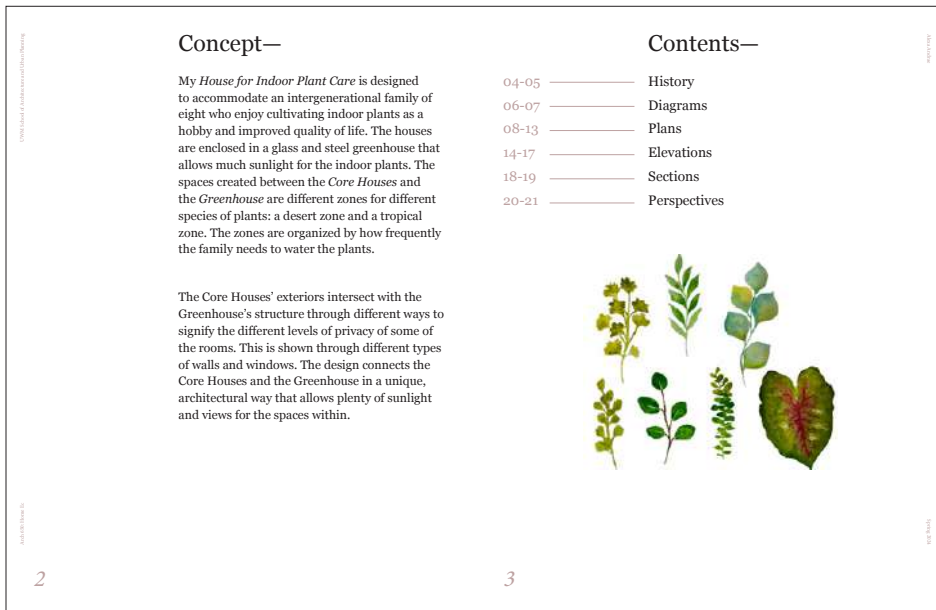 Concept—
My House for Indoor Plant Care is designed
to accommodate an intergenerational family of
eight who enjoy cultivating indoor plants as a
hobby and improved quality of life. The houses
are enclosed in a glass and steel greenhouse that
allows much sunlight for the indoor plants. The
spaces created between the Core Houses and
the Greenhouse are different zones for different
species of plants: a desert zone and a tropical
zone. The zones are organized by how frequently
the family needs to water the plants.
The Core Houses’ exteriors intersect with the
Greenhouse’s structure through different ways to
signify the different levels of privacy of some of
the rooms. This is shown through different types
of walls and windows. The design connects the
Core Houses and the Greenhouse in a unique,
architectural way that allows plenty of sunlight
and views for the spaces within.
2
Contents—
04-05 History
06-07 Diagrams
08-13 Plans
14-17 Elevations
18-19 Sections
20-21 Perspectives
3
UWM School of Architecture and Urban Planning